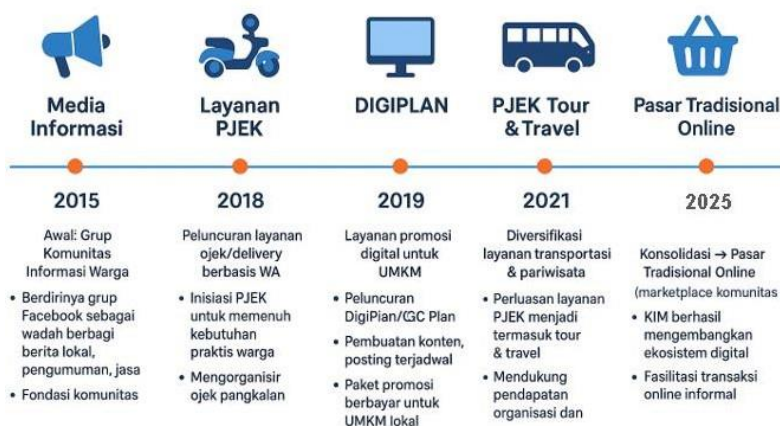 Media
Informasi
2015
Awal: Grup
Komunitas
Informasi Warga
• Berdirinya grup
Facebook sebagai
wadah berbagi
berita lokal,
pengumuman, jasa
• Fondasi komunitas
Layanan
PJEK
2018
Peluncuran layanan
ojek/delivery
berbasis WA
• Inisiasi PJEK
untuk memenuh
kebutuhan
praktis warga
• Mengorganisir
ojek pangkalan
DIGIPLAN
2019
Layanan promosi
digital untuk
UMKM
• Peluncuran
DigiPian/GC Plan
• Pembuatan konten,
posting terjadwal
• Paket promosi
berbayar untuk
UMKM lokal
PJEK Tour
& Travel
2021
Diversifikasi
layanan transportasi
& pariwisata
• Perluasan layanan
PJEK menjadi
termasuk tour
& travel
• Mendukung
pendapatan
organisasi dan
Pasar Tradisional
Online
2025
Konsolidasi → Pasar
Tradisional Online
(marketplace komunitas
• KIM berhasil
mengembangkan
ekosistem digital
• Fasilitasi transaksi
online informal